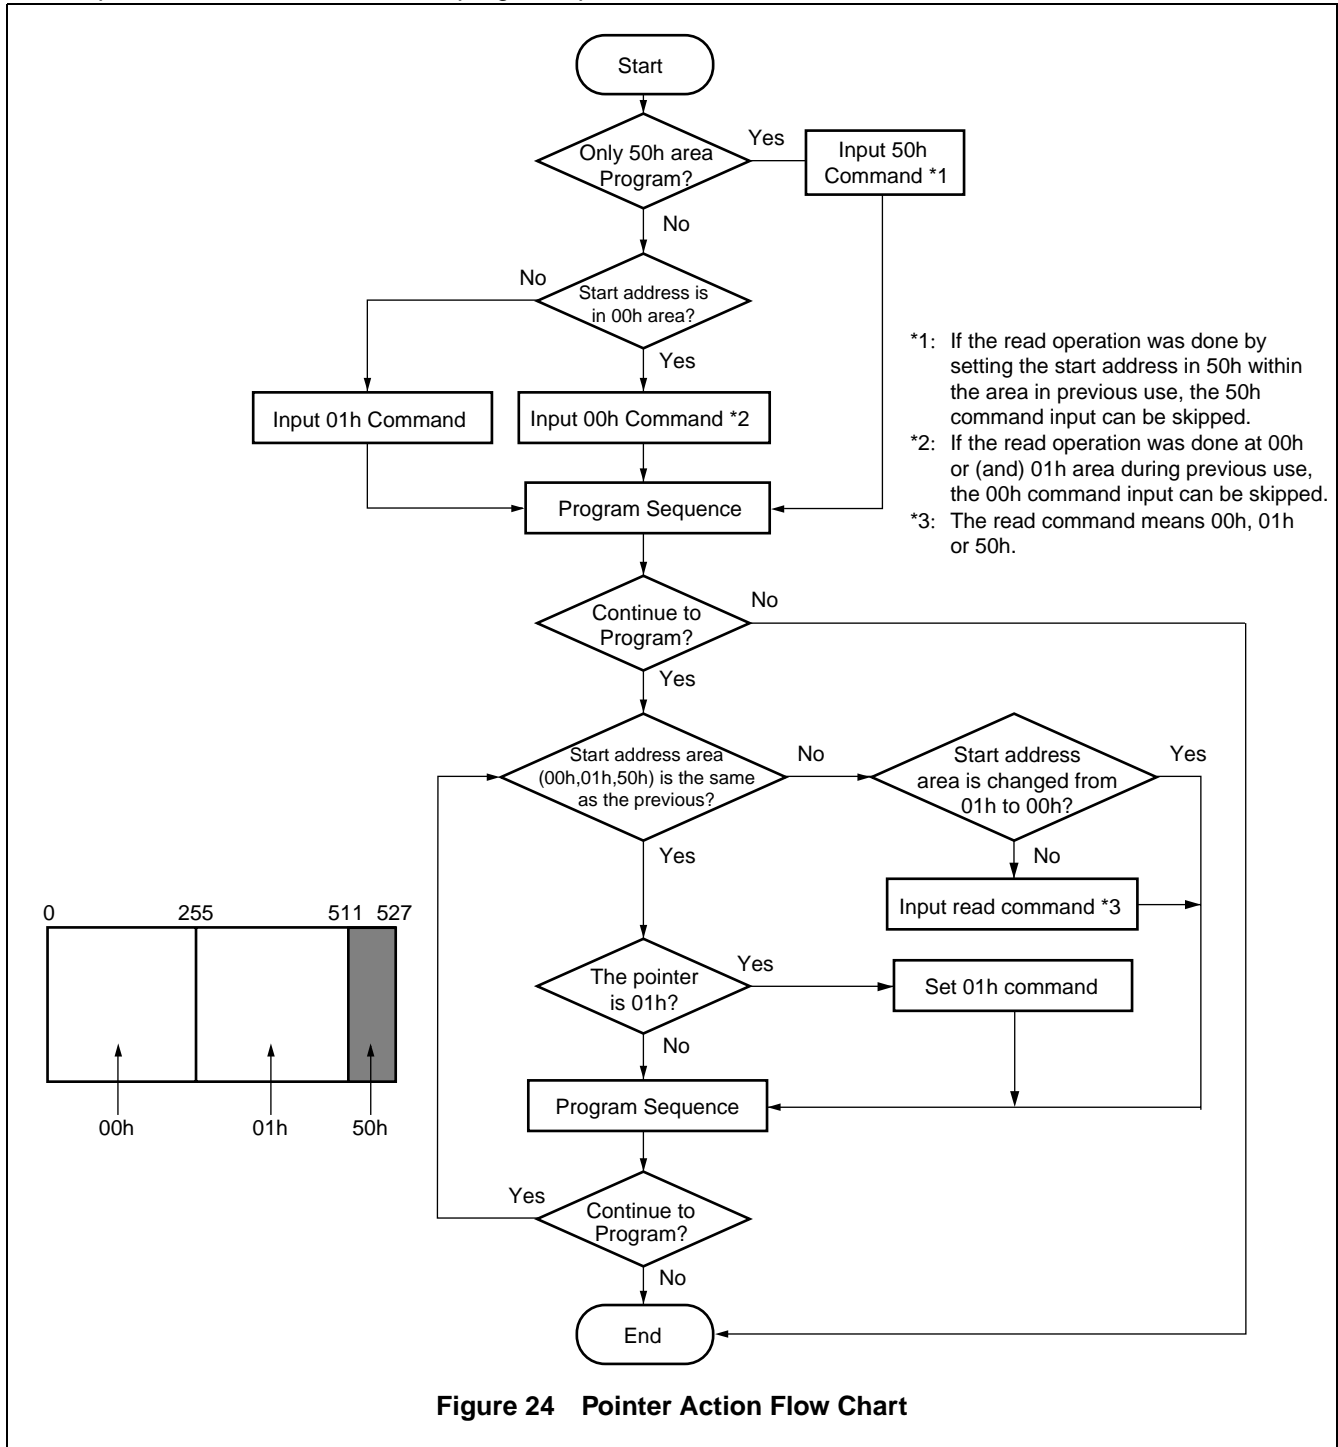 Start
Only 50h area
Program?
Yes
Input 50h
Command *1
No
Start address is
in 00h area?
No
Yes
Input 01h Command
Input 00h Command *2
*1: If the read operation was done by
setting the start address in 50h within
the area in previous use, the 50h
command input can be skipped.
*2: If the read operation was done at 00h
or (and) 01h area during previous use,
the 00h command input can be skipped.
*3: The read command means 00h, 01h
or 50h.
Program Sequence
Continue to
Program?
No
Yes
Start address area
(00h,01h,50h) is the same
as the previous?
No
Start address
area is changed from
01h to 00h?
Yes
Yes
No
Input read command *3
0 255 511 527
00h 01h 50h
The pointer
is 01h?
Yes
Set 01h command
No
Program Sequence
Continue to
Program?
Yes
No
End
Figure 24 Pointer Action Flow Chart